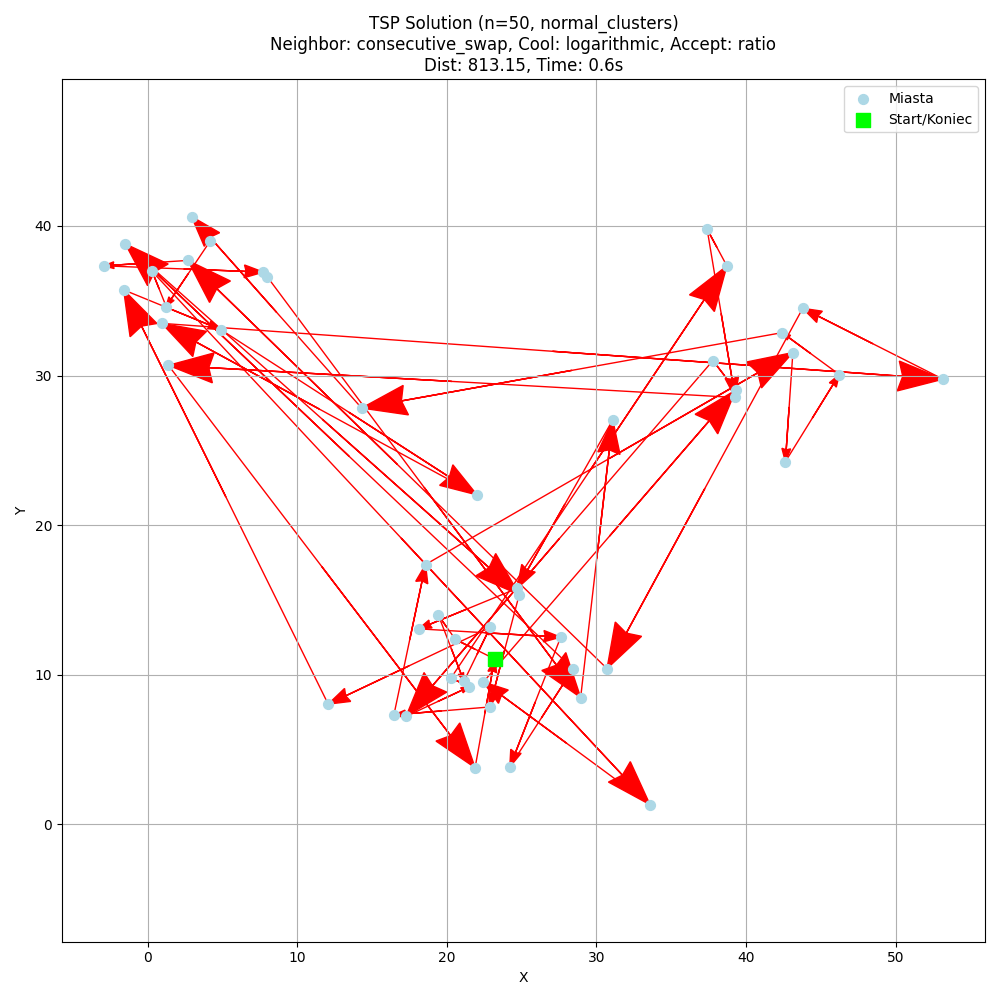 TSP Solution (n=50, normal_clusters)
Neighbor: consecutive_swap, Cool: logarithmic, Accept: ratio
Dist: 813.15, Time: 0.6s
Miasta
Start/Koniec
40
30
20
10
0
Y
0 10 20 30 40 50
X